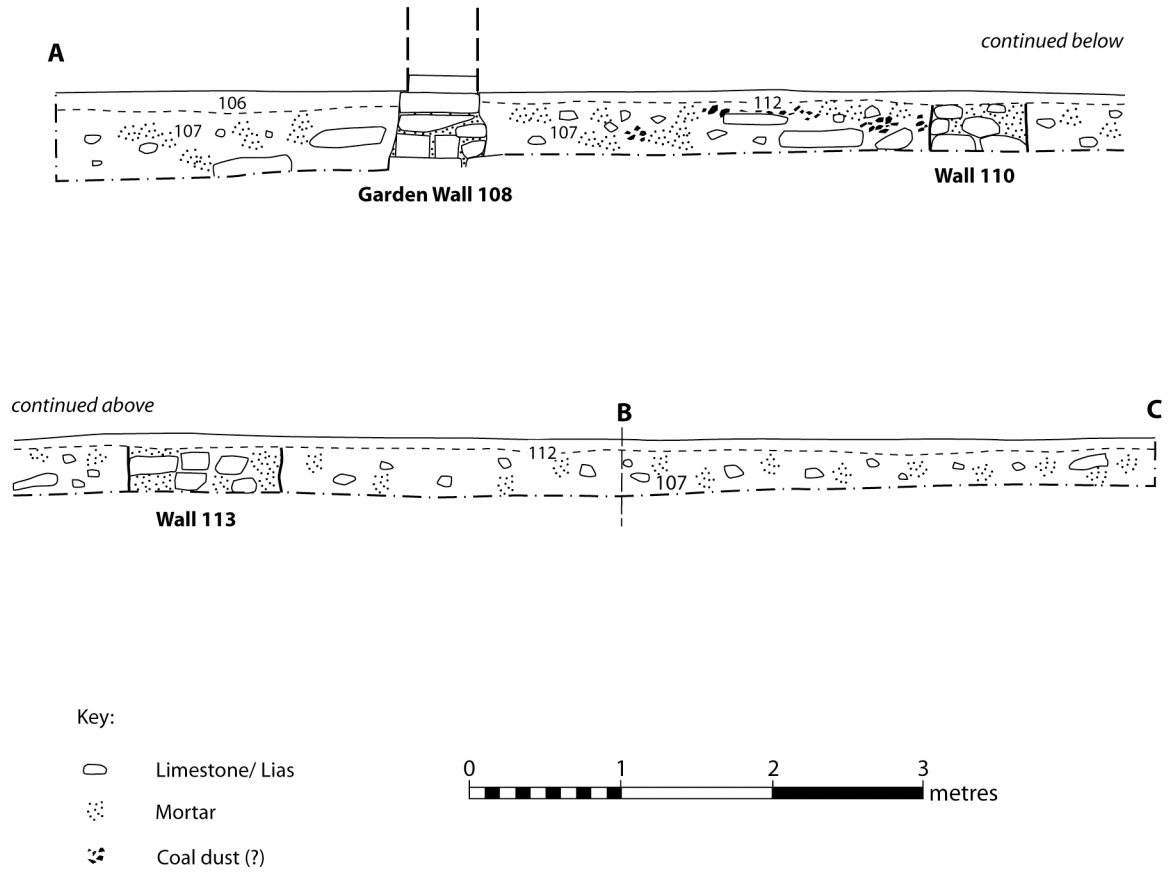 A
continued below
106
112
107
107
Garden Wall 108
Wall 110
continued above
B
C
112
107
Wall 113
Key:
Limestone/ Lias
Mortar
Coal dust (?)
0 1 2 3
metres